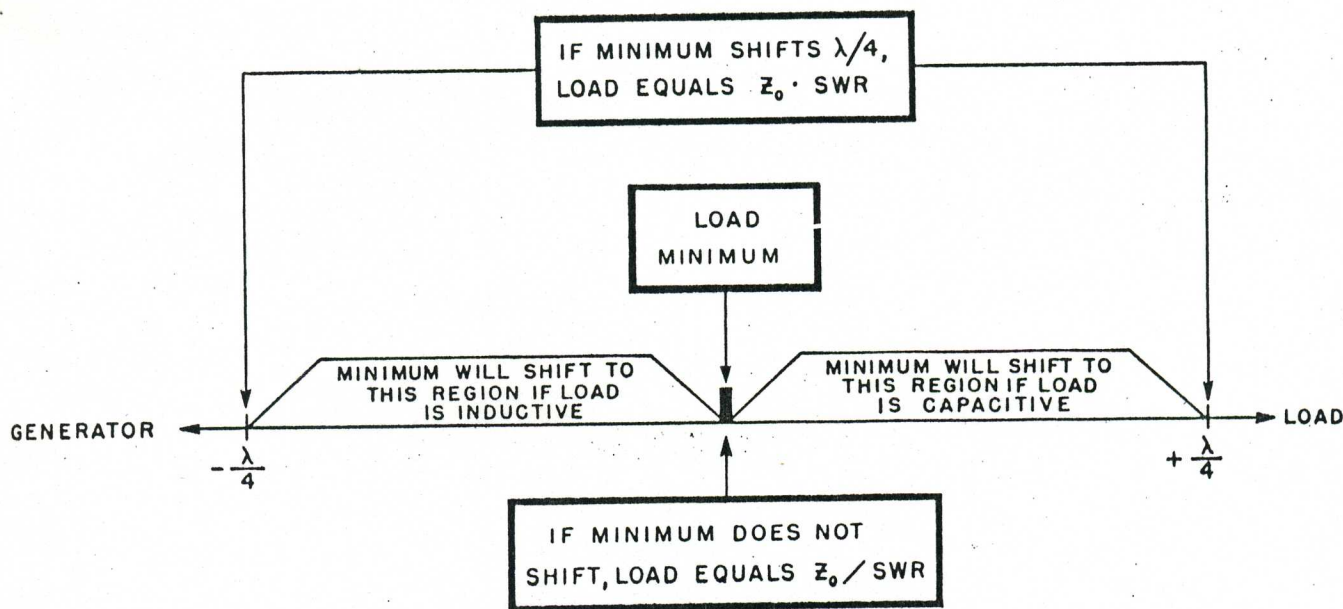 IF MINIMUM SHIFTS λ/4,
LOAD EQUALS Z₀ · SWR
LOAD
MINIMUM
MINIMUM WILL SHIFT TO
THIS REGION IF LOAD
IS INDUCTIVE
MINIMUM WILL SHIFT TO
THIS REGION IF LOAD
IS CAPACITIVE
GENERATOR
LOAD
- λ/4
+ λ/4
IF MINIMUM DOES NOT
SHIFT, LOAD EQUALS Z₀ / SWR